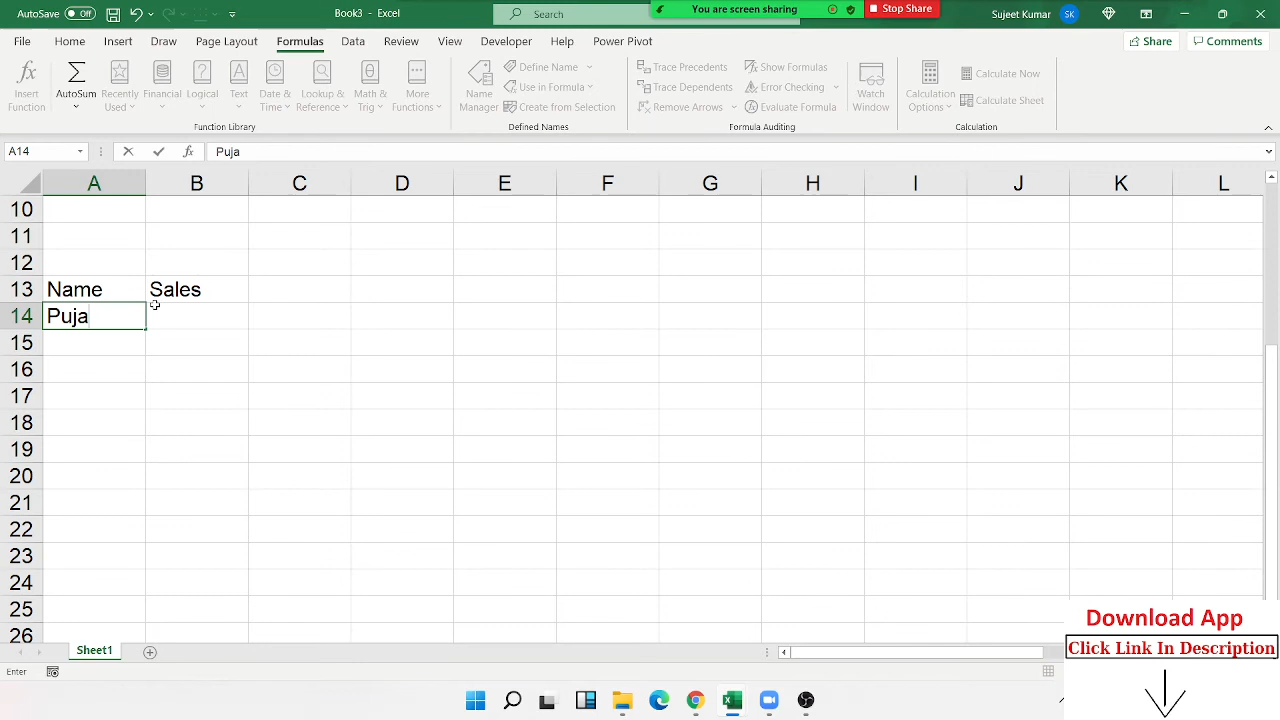 AutoSave Off Book3 - Excel Search You are screen sharing Stop Share Sujeet Kumar SK
File Home Insert Draw Page Layout Formulas Data Review View Developer Help Power Pivot Share Comments
Insert Function AutoSum Recently Used Financial Logical Text Date & Time Lookup & Reference Math & Trig More Functions
Function Library
Name Manager Define Name Use in Formula Create from Selection
Defined Names
Trace Precedents Trace Dependents Remove Arrows Show Formulas Error Checking Evaluate Formula Watch Window
Formula Auditing
Calculation Options Calculate Now Calculate Sheet
Calculation
A14 fx Puja
A B C D E F G H I J K L
10
11
12
13 Name Sales
14 Puja
15
16
17
18
19
20
21
22
23
24
25
26
Download App
Click Link In Description
Sheet1
Enter